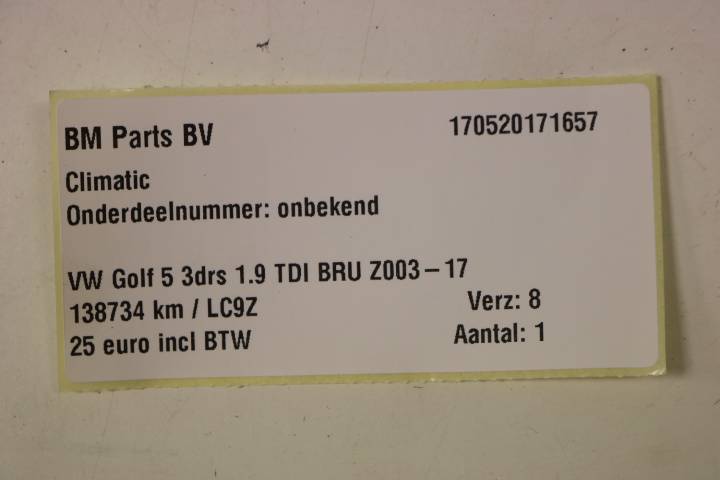 BM Parts BV 170520171657
Climatic
Onderdeelnummer: onbekend
VW Golf 5 3drs 1.9 TDI BRU Z003-17
138734 km / LC9Z Verz: 8
25 euro incl BTW Aantal: 1